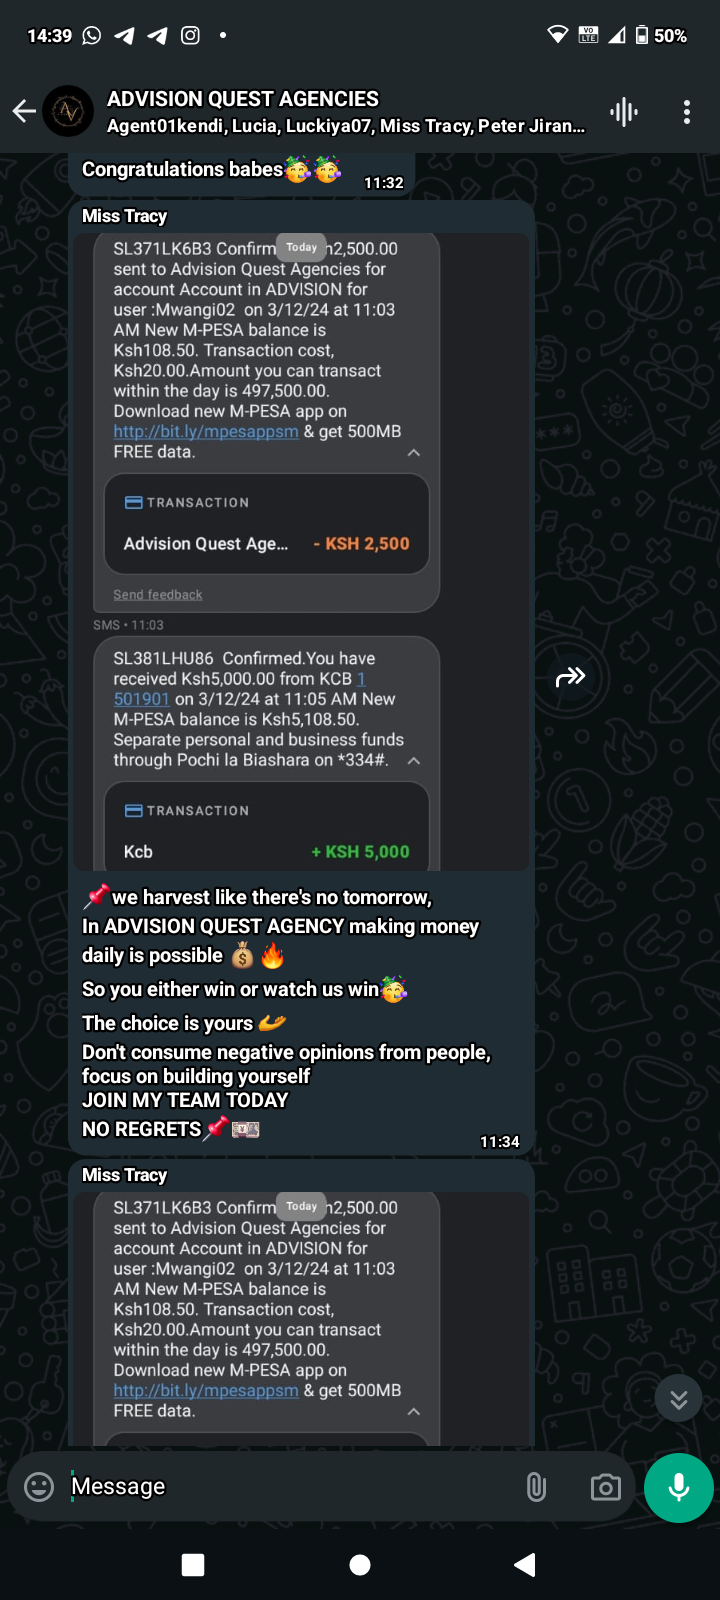 14:39
50%
ADVISION QUEST AGENCIES
Agent01kendi, Lucia, Luckiya07, Miss Tracy, Peter Jiran...
Congratulations babes🥳🥳
11:32
Miss Tracy
Today
SL371LK6B3 Confirm n2,500.00
sent to Advision Quest Agencies for
account Account in ADVISION for
user :Mwangi02 on 3/12/24 at 11:03
AM New M-PESA balance is
Ksh108.50. Transaction cost,
Ksh20.00.Amount you can transact
within the day is 497,500.00.
Download new M-PESA app on
http://bit.ly/mpesappsm & get 500MB
FREE data.
TRANSACTION
Advision Quest Age... - KSH 2,500
Send feedback
SMS • 11:03
SL381LHU86 Confirmed.You have
received Ksh5,000.00 from KCB 1
501901 on 3/12/24 at 11:05 AM New
M-PESA balance is Ksh5,108.50.
Separate personal and business funds
through Pochi la Biashara on *334#.
TRANSACTION
Kcb + KSH 5,000
📌we harvest like there's no tomorrow,
In ADVISION QUEST AGENCY making money
daily is possible 💰🔥
So you either win or watch us win🥳
The choice is yours 🫴
Don't consume negative opinions from people,
focus on building yourself
JOIN MY TEAM TODAY
NO REGRETS📌💴
11:34
Miss Tracy
Today
SL371LK6B3 Confirm n2,500.00
sent to Advision Quest Agencies for
account Account in ADVISION for
user :Mwangi02 on 3/12/24 at 11:03
AM New M-PESA balance is
Ksh108.50. Transaction cost,
Ksh20.00.Amount you can transact
within the day is 497,500.00.
Download new M-PESA app on
http://bit.ly/mpesappsm & get 500MB
FREE data.
Message